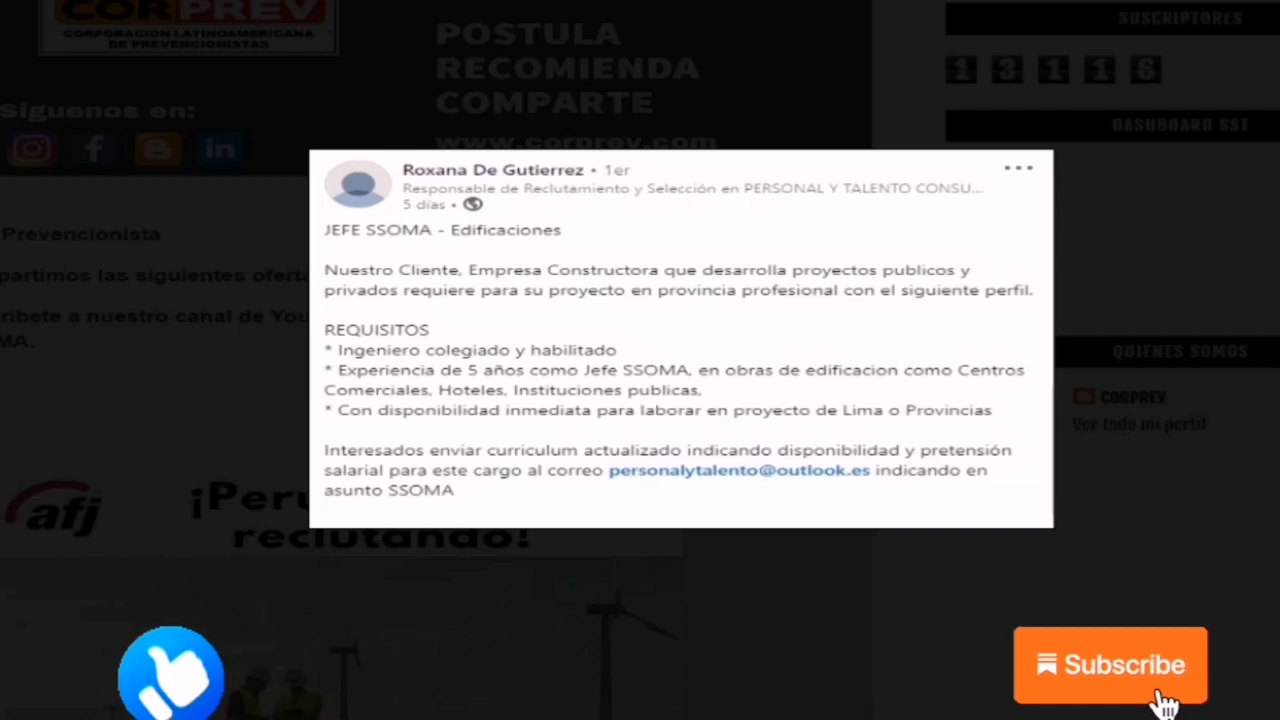 CORPREV
CORPORACIÓN LATINOAMERICANA
DE PREVENCIONISTAS
POSTULA
RECOMIENDA
COMPARTE
www.corprev.com
SUSCRIPTORES
1 3 1 1 6
DASHBOARD SST
Síguenos en:
Prevencionista
partimos las siguientes oferta
ribete a nuestro canal de You
MA.
Roxana De Gutierrez • 1er
Responsable de Reclutamiento y Selección en PERSONAL Y TALENTO CONSU...
5 días •
JEFE SSOMA - Edificaciones
Nuestro Cliente, Empresa Constructora que desarrolla proyectos publicos y
privados requiere para su proyecto en provincia profesional con el siguiente perfil.
REQUISITOS
* Ingeniero colegiado y habilitado
* Experiencia de 5 años como Jefe SSOMA, en obras de edificacion como Centros
Comerciales, Hoteles, Instituciones publicas,
* Con disponibilidad inmediata para laborar en proyecto de Lima o Provincias
Interesados enviar curriculum actualizado indicando disponibilidad y pretensión
salarial para este cargo al correo personalytalento@outlook.es indicando en
asunto SSOMA
QUIENES SOMOS
CORPREV
Ver todo mi perfil
afj
¡Peru
reclutando!
Subscribe